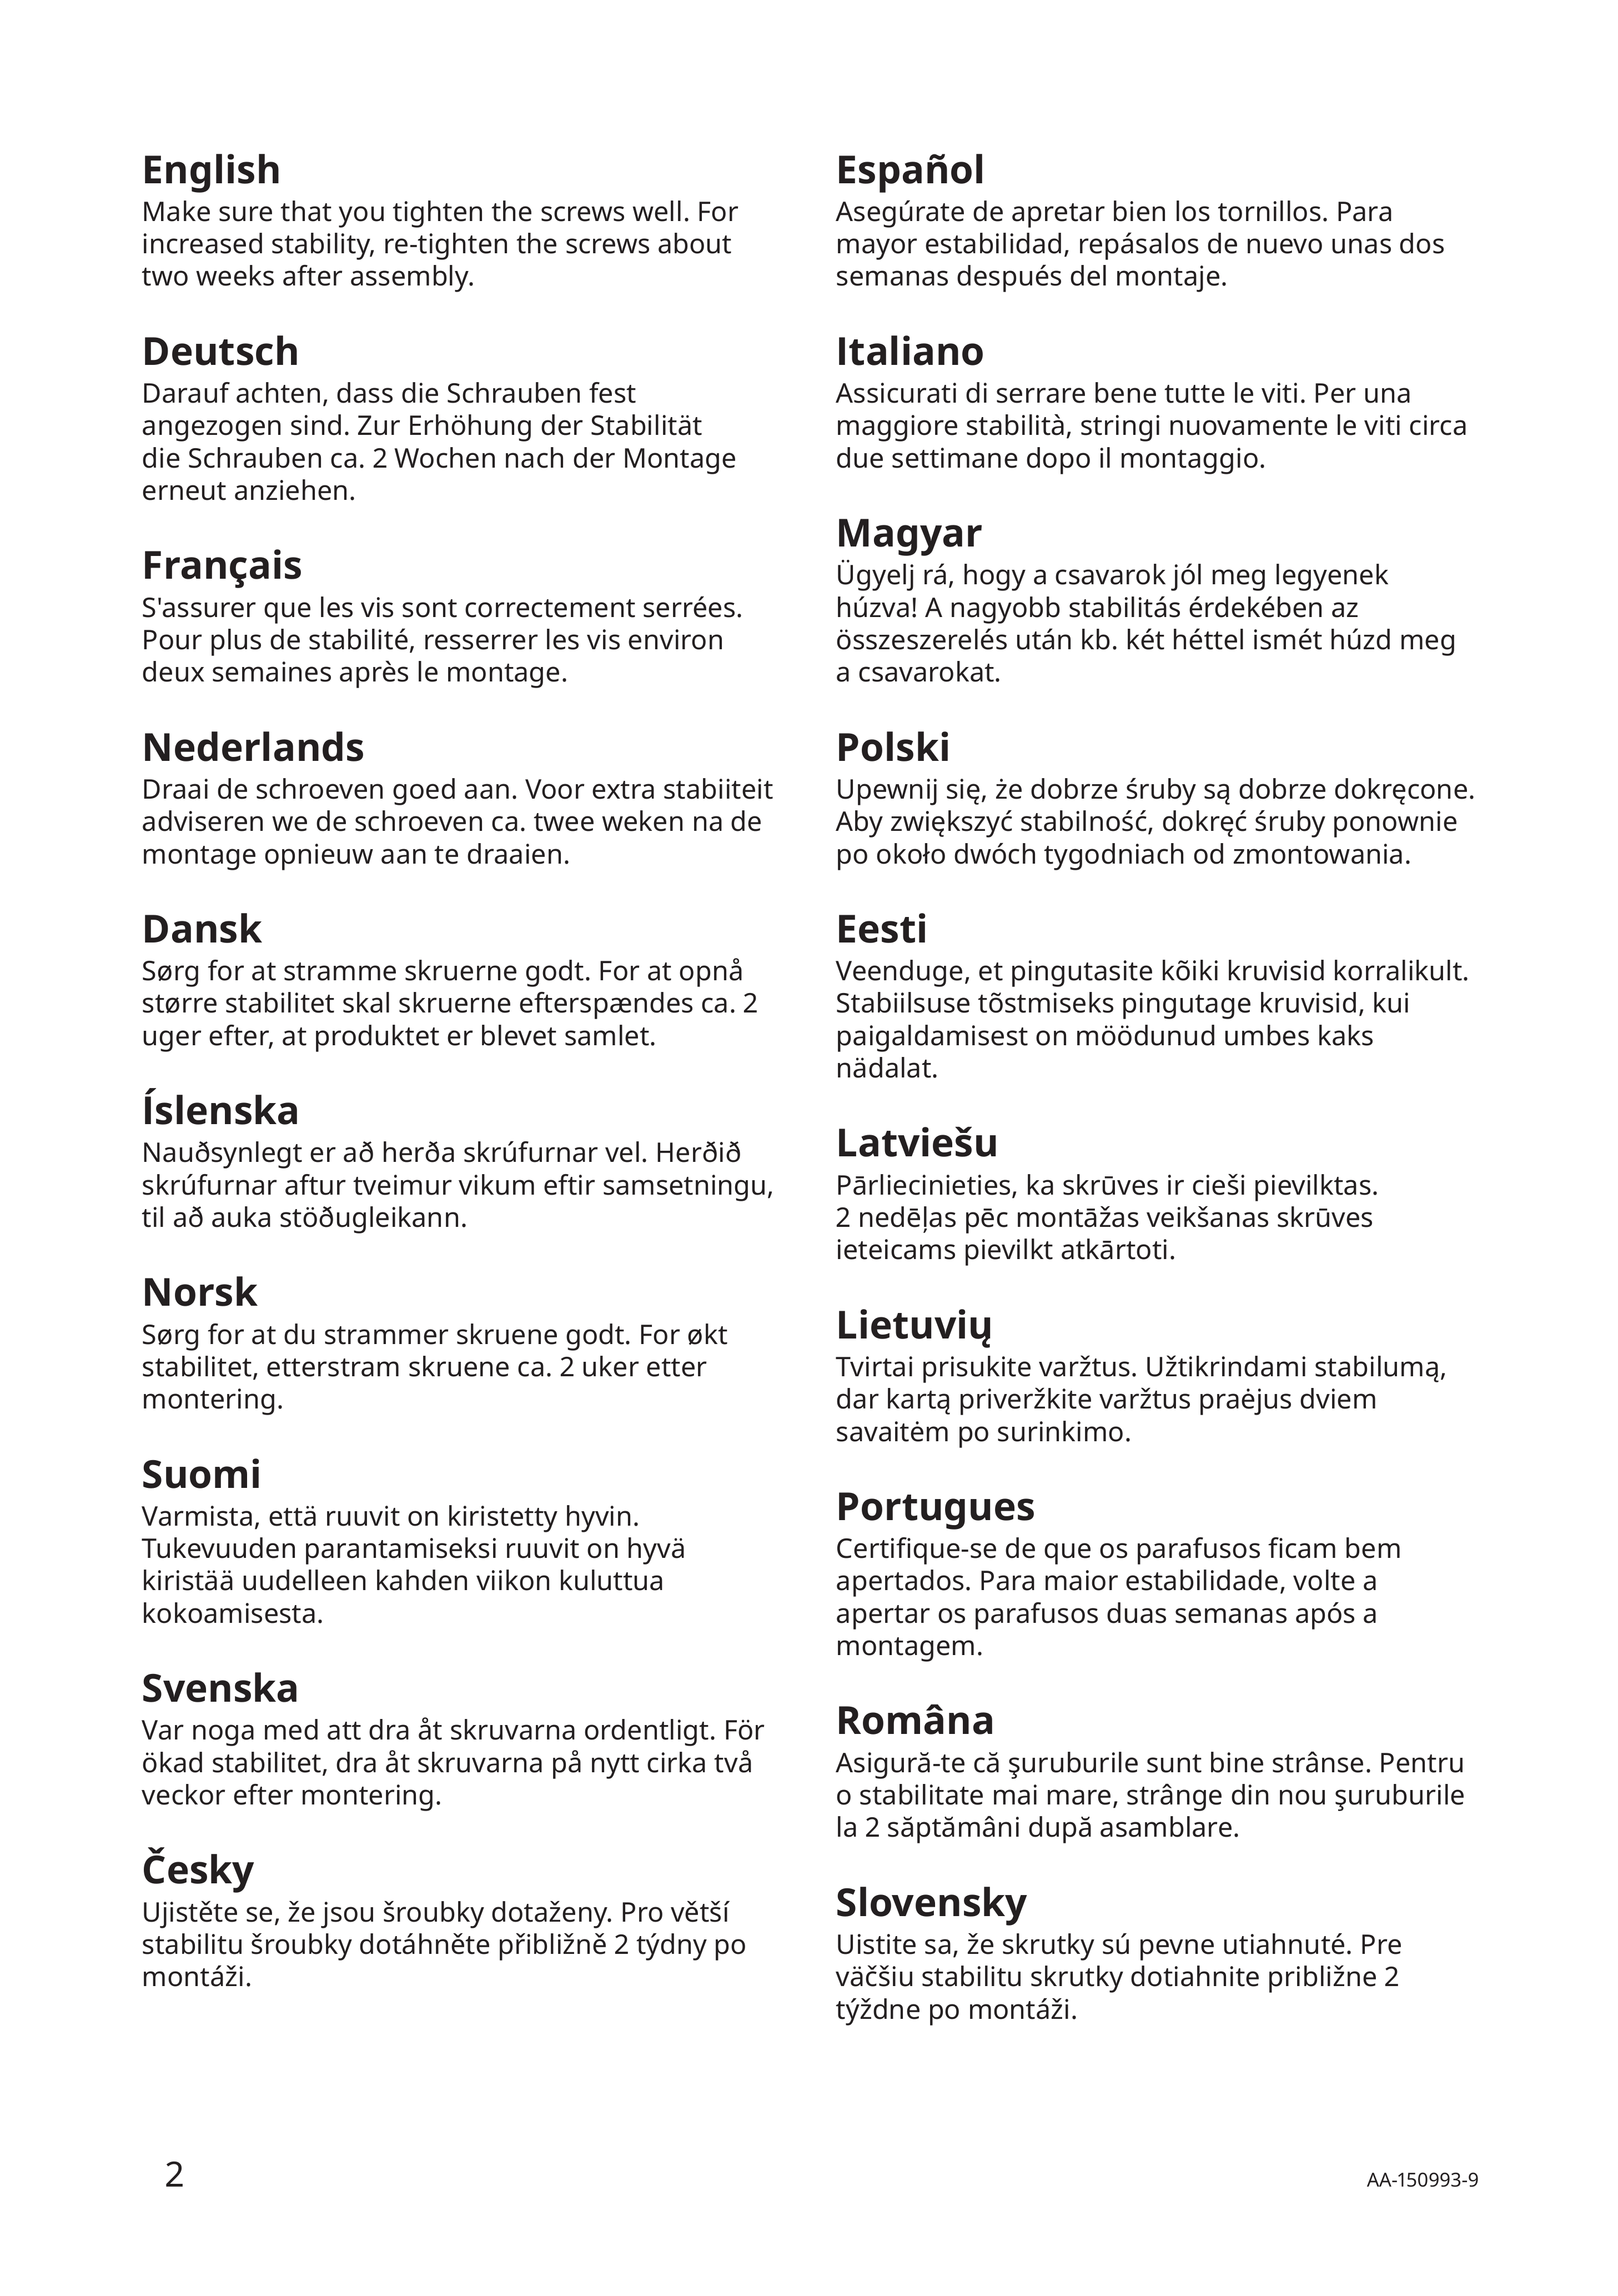 English
Make sure that you tighten the screws well. For
increased stability, re-tighten the screws about
two weeks after assembly.
Deutsch
Darauf achten, dass die Schrauben fest
angezogen sind. Zur Erhöhung der Stabilität
die Schrauben ca. 2 Wochen nach der Montage
erneut anziehen.
Français
S'assurer que les vis sont correctement serrées.
Pour plus de stabilité, resserrer les vis environ
deux semaines après le montage.
Nederlands
Draai de schroeven goed aan. Voor extra stabiiteit
adviseren we de schroeven ca. twee weken na de
montage opnieuw aan te draaien.
Dansk
Sørg for at stramme skruerne godt. For at opnå
større stabilitet skal skruerne efterspændes ca. 2
uger efter, at produktet er blevet samlet.
Íslenska
Nauðsynlegt er að herða skrúfurnar vel. Herðið
skrúfurnar aftur tveimur vikum eftir samsetningu,
til að auka stöðugleikann.
Norsk
Sørg for at du strammer skruene godt. For økt
stabilitet, etterstram skruene ca. 2 uker etter
montering.
Suomi
Varmista, että ruuvit on kiristetty hyvin.
Tukevuuden parantamiseksi ruuvit on hyvä
kiristää uudelleen kahden viikon kuluttua
kokoamisesta.
Svenska
Var noga med att dra åt skruvarna ordentligt. För
ökad stabilitet, dra åt skruvarna på nytt cirka två
veckor efter montering.
Česky
Ujistěte se, že jsou šroubky dotaženy. Pro větší
stabilitu šroubky dotáhněte přibližně 2 týdny po
montáži.
Español
Asegúrate de apretar bien los tornillos. Para
mayor estabilidad, repásalos de nuevo unas dos
semanas después del montaje.
Italiano
Assicurati di serrare bene tutte le viti. Per una
maggiore stabilità, stringi nuovamente le viti circa
due settimane dopo il montaggio.
Magyar
Ügyelj rá, hogy a csavarok jól meg legyenek
húzva! A nagyobb stabilitás érdekében az
összeszerelés után kb. két héttel ismét húzd meg
a csavarokat.
Polski
Upewnij się, że dobrze śruby są dobrze dokręcone.
Aby zwiększyć stabilność, dokręć śruby ponownie
po około dwóch tygodniach od zmontowania.
Eesti
Veenduge, et pingutasite kõiki kruvisid korralikult.
Stabiilsuse tõstmiseks pingutage kruvisid, kui
paigaldamisest on möödunud umbes kaks
nädalat.
Latviešu
Pārliecinieties, ka skrūves ir cieši pievilktas.
2 nedēļas pēc montāžas veikšanas skrūves
ieteicams pievilkt atkārtoti.
Lietuvių
Tvirtai prisukite varžtus. Užtikrindami stabilumą,
dar kartą priveržkite varžtus praėjus dviem
savaitėm po surinkimo.
Portugues
Certifique-se de que os parafusos ficam bem
apertados. Para maior estabilidade, volte a
apertar os parafusos duas semanas após a
montagem.
Româna
Asigură-te că şuruburile sunt bine strânse. Pentru
o stabilitate mai mare, strânge din nou şuruburile
la 2 săptămâni după asamblare.
Slovensky
Uistite sa, že skrutky sú pevne utiahnuté. Pre
väčšiu stabilitu skrutky dotiahnite približne 2
týždne po montáži.
2
AA-150993-9